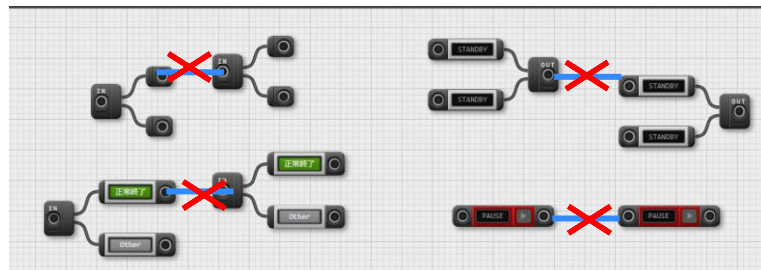 IN
STANDBY
OUT
STANDBY
IN
STANDBY
OUT
STANDBY
正常終了
IN
正常終了
IN
Other
Other
PAUSE
PAUSE